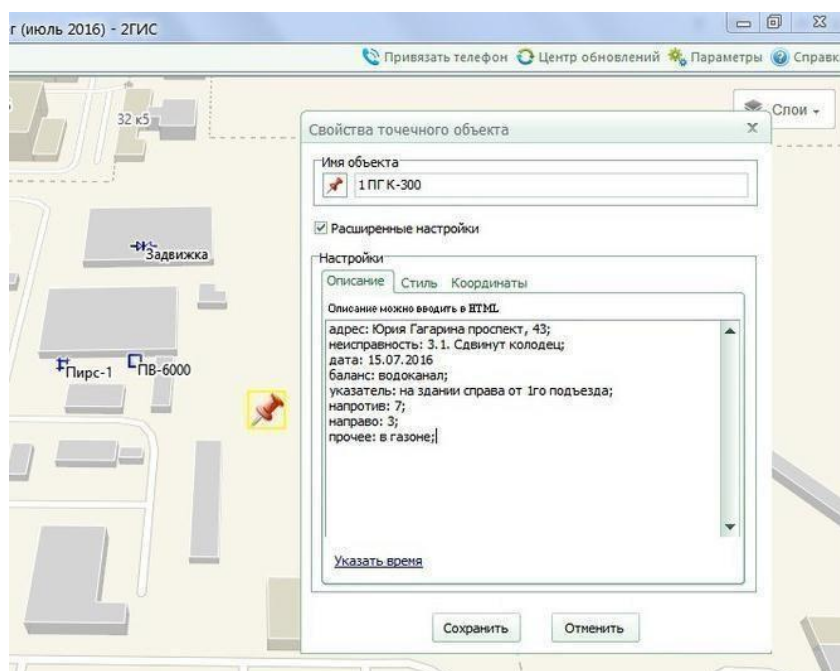 г (июль 2016) - 2ГИС
Привязать телефон Центр обновлений Параметры Справк
Слои
32 к5
Свойства точечного объекта
Имя объекта
1 ПГ К-300
Расширенные настройки
Задвижка
Настройки
Описание Стиль Координаты
Описание можно вводить в HTML
адрес: Юрия Гагарина проспект, 43;
неисправность: 3.1. Сдвинут колодец;
дата: 15.07.2016
баланс: водоканал;
указатель: на здании справа от 1го подъезда;
напротив: 7;
направо: 3;
прочее: в газоне;
Пирс-1 ПВ-6000
Указать время
Сохранить Отменить